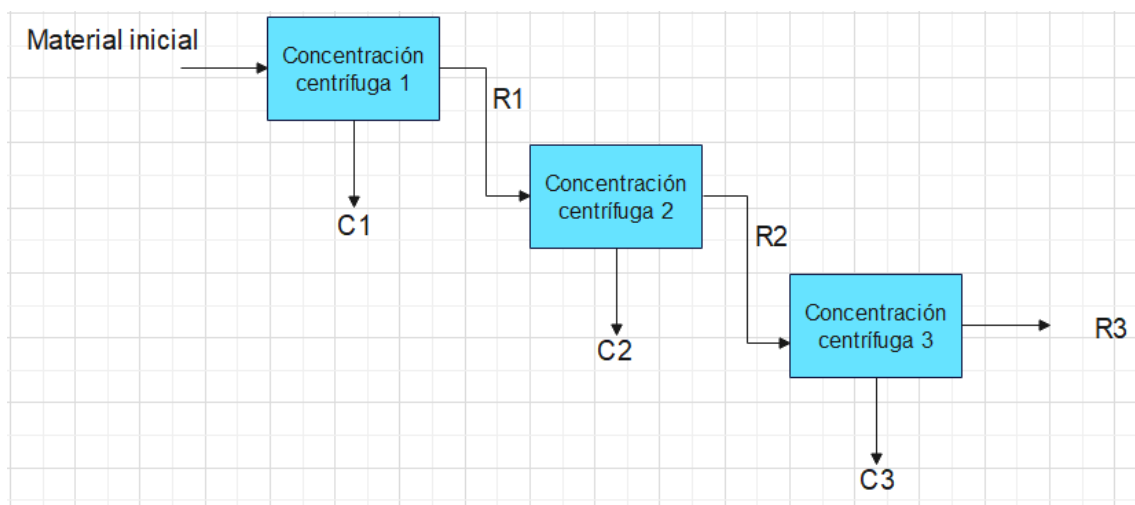 Material inicial
Concentración
centrífuga 1
R1
C1
Concentración
centrífuga 2
R2
C2
Concentración
centrífuga 3
R3
C3